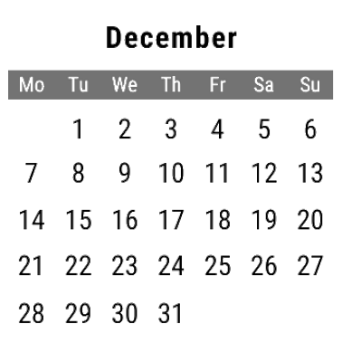 December
Mo Tu We Th Fr Sa Su
1 2 3 4 5 6
7 8 9 10 11 12 13
14 15 16 17 18 19 20
21 22 23 24 25 26 27
28 29 30 31